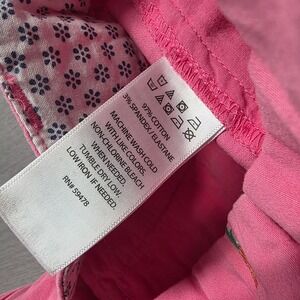 97% COTTON
3% SPANDEX / ELASTANE
MACHINE WASH COLD
WITH LIKE COLORS.
NON-CHLORINE BLEACH
WHEN NEEDED.
TUMBLE DRY LOW.
LOW IRON IF NEEDED.
RN# 59478